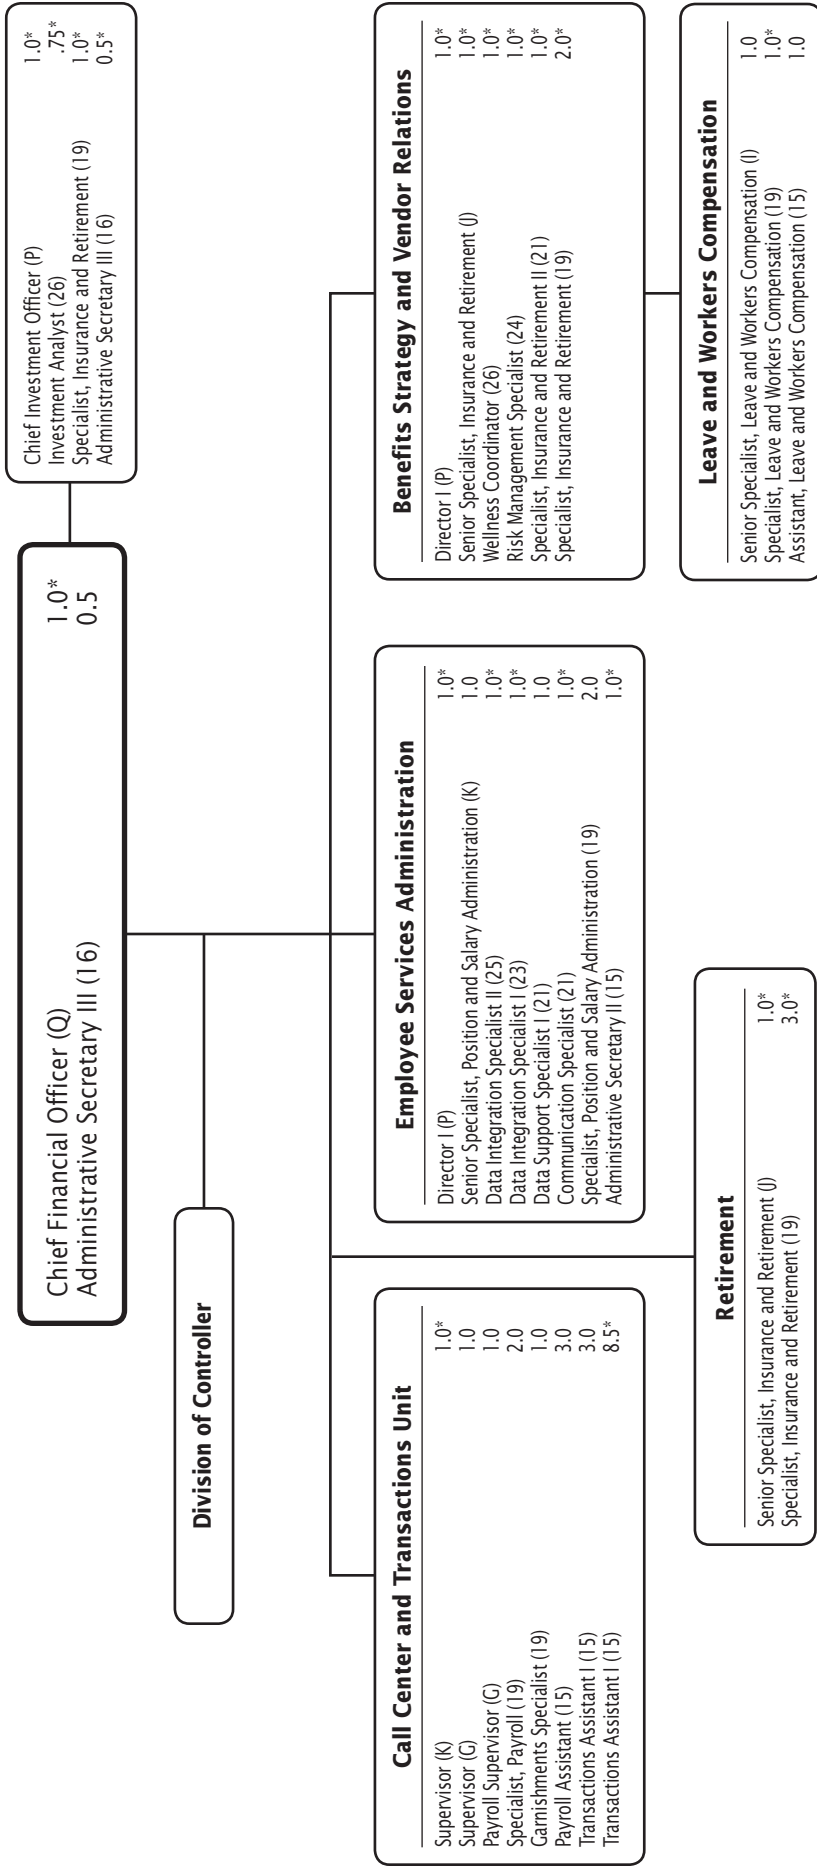 Chief Financial Officer (Q) 1.0*
Administrative Secretary III (16) 0.5
Chief Investment Officer (P) 1.0*
Investment Analyst (26) .75*
Specialist, Insurance and Retirement (19) 1.0*
Administrative Secretary III (16) 0.5*
Division of Controller
Call Center and Transactions Unit
Supervisor (K) 1.0*
Supervisor (G) 1.0
Payroll Supervisor (G) 1.0
Specialist, Payroll (19) 2.0
Garnishments Specialist (19) 1.0
Payroll Assistant (15) 3.0
Transactions Assistant I (15) 3.0
Transactions Assistant I (15) 8.5*
Employee Services Administration
Director I (P) 1.0*
Senior Specialist, Position and Salary Administration (K) 1.0
Data Integration Specialist II (25) 1.0*
Data Integration Specialist I (23) 1.0*
Data Support Specialist I (21) 1.0
Communication Specialist (21) 1.0*
Specialist, Position and Salary Administration (19) 2.0
Administrative Secretary II (15) 1.0*
Benefits Strategy and Vendor Relations
Director I (P) 1.0*
Senior Specialist, Insurance and Retirement (J) 1.0*
Wellness Coordinator (26) 1.0*
Risk Management Specialist (24) 1.0*
Specialist, Insurance and Retirement II (21) 1.0*
Specialist, Insurance and Retirement (19) 2.0*
Retirement
Senior Specialist, Insurance and Retirement (J) 1.0*
Specialist, Insurance and Retirement (19) 3.0*
Leave and Workers Compensation
Senior Specialist, Leave and Workers Compensation (I) 1.0
Specialist, Leave and Workers Compensation (19) 1.0*
Assistant, Leave and Workers Compensation (15) 1.0